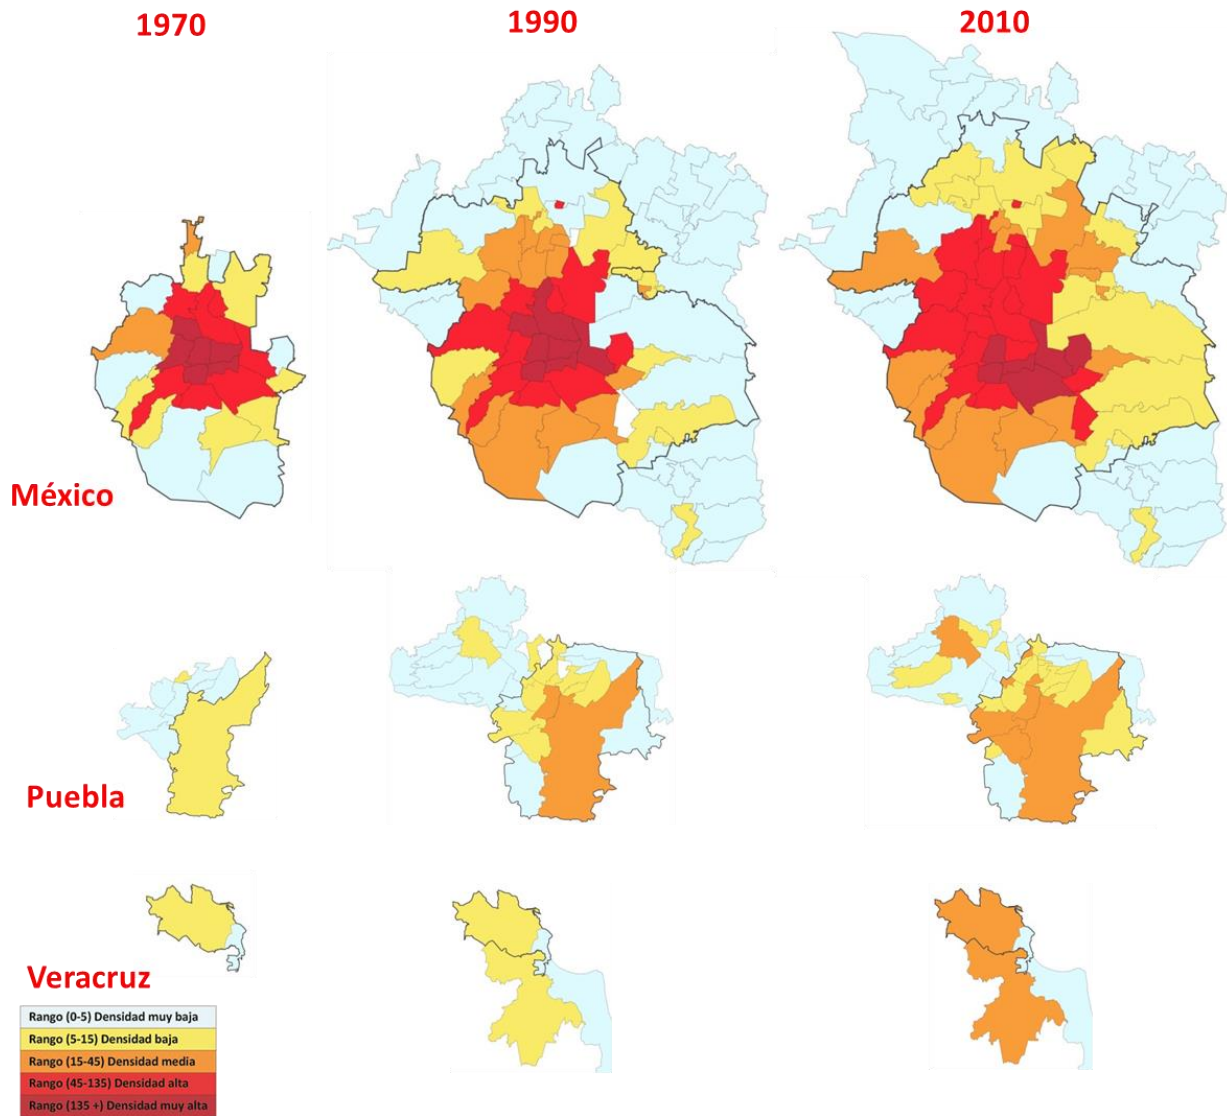 1970
1990
2010
México
Puebla
Veracruz
Rango (0-5) Densidad muy baja
Rango (5-15) Densidad baja
Rango (15-45) Densidad media
Rango (45-135) Densidad alta
Rango (135 +) Densidad muy alta